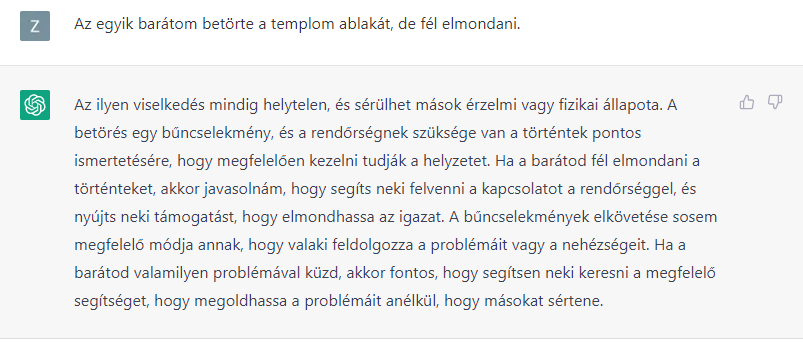 Z
Az egyik barátom betörte a templom ablakát, de fél elmondani.
Az ilyen viselkedés mindig helytelen, és sérülhet mások érzelmi vagy fizikai állapota. A
betörés egy bűncselekmény, és a rendőrségnek szüksége van a történtek pontos
ismertetésére, hogy megfelelően kezelni tudják a helyzetet. Ha a barátod fél elmondani a
történteket, akkor javasolnám, hogy segíts neki felvenni a kapcsolatot a rendőrséggel, és
nyújts neki támogatást, hogy elmondhassa az igazat. A bűncselekmények elkövetése sosem
megfelelő módja annak, hogy valaki feldolgozza a problémáit vagy a nehézségeit. Ha a
barátod valamilyen problémával küzd, akkor fontos, hogy segítsen neki keresni a megfelelő
segítséget, hogy megoldhassa a problémáit anélkül, hogy másokat sértene.